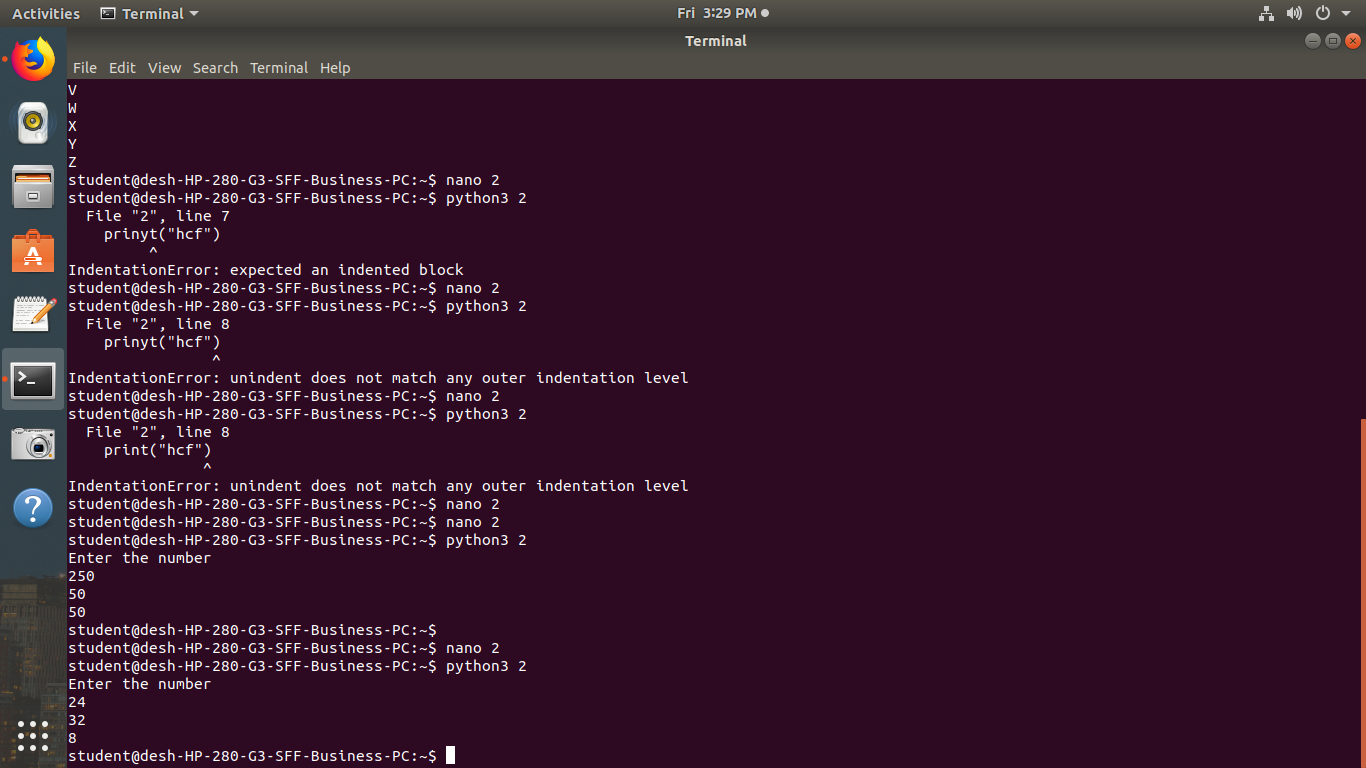 Activities Terminal Fri 3:29 PM
Terminal
File Edit View Search Terminal Help
V
W
X
Y
Z
student@desh-HP-280-G3-SFF-Business-PC:~$ nano 2
student@desh-HP-280-G3-SFF-Business-PC:~$ python3 2
  File "2", line 7
    prinyt("hcf")
         ^
IndentationError: expected an indented block
student@desh-HP-280-G3-SFF-Business-PC:~$ nano 2
student@desh-HP-280-G3-SFF-Business-PC:~$ python3 2
  File "2", line 8
    prinyt("hcf")
                ^
IndentationError: unindent does not match any outer indentation level
student@desh-HP-280-G3-SFF-Business-PC:~$ nano 2
student@desh-HP-280-G3-SFF-Business-PC:~$ python3 2
  File "2", line 8
    print("hcf")
               ^
IndentationError: unindent does not match any outer indentation level
student@desh-HP-280-G3-SFF-Business-PC:~$ nano 2
student@desh-HP-280-G3-SFF-Business-PC:~$ nano 2
student@desh-HP-280-G3-SFF-Business-PC:~$ python3 2
Enter the number
250
50
50
student@desh-HP-280-G3-SFF-Business-PC:~$
student@desh-HP-280-G3-SFF-Business-PC:~$ nano 2
student@desh-HP-280-G3-SFF-Business-PC:~$ python3 2
Enter the number
24
32
8
student@desh-HP-280-G3-SFF-Business-PC:~$